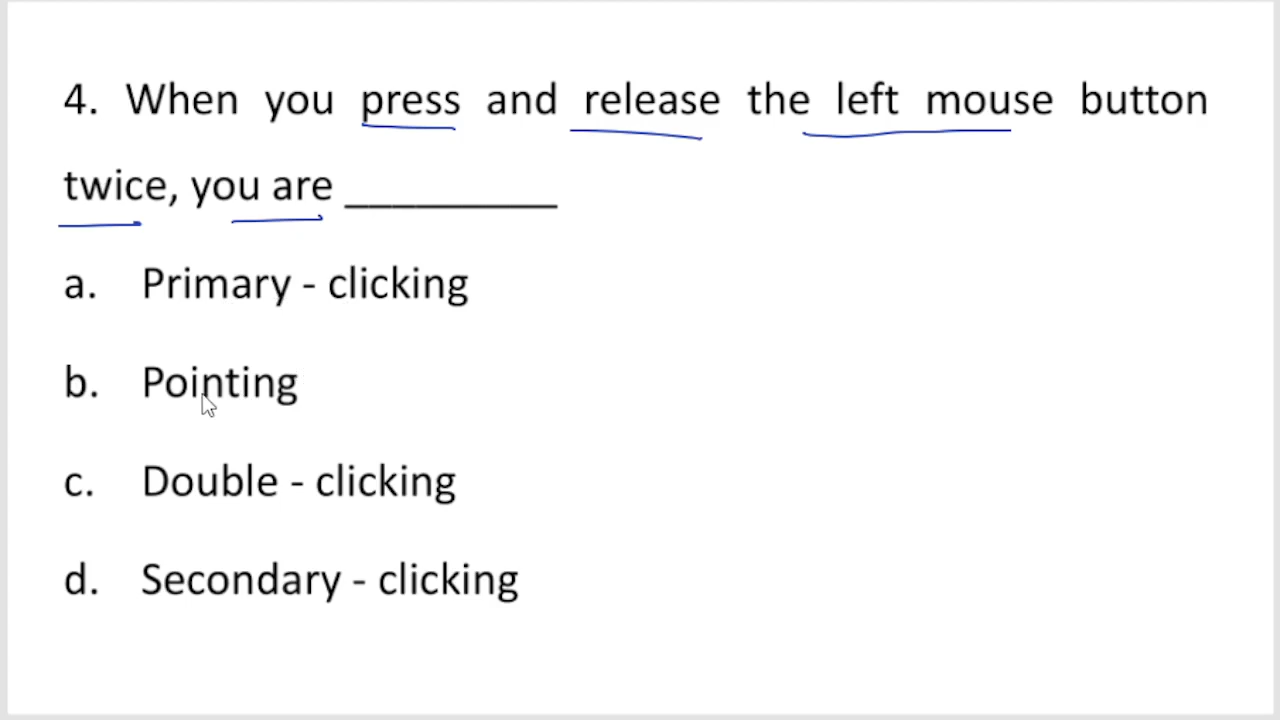 4. When you press and release the left mouse button
twice, you are _________
a. Primary - clicking
b. Pointing
c. Double - clicking
d. Secondary - clicking